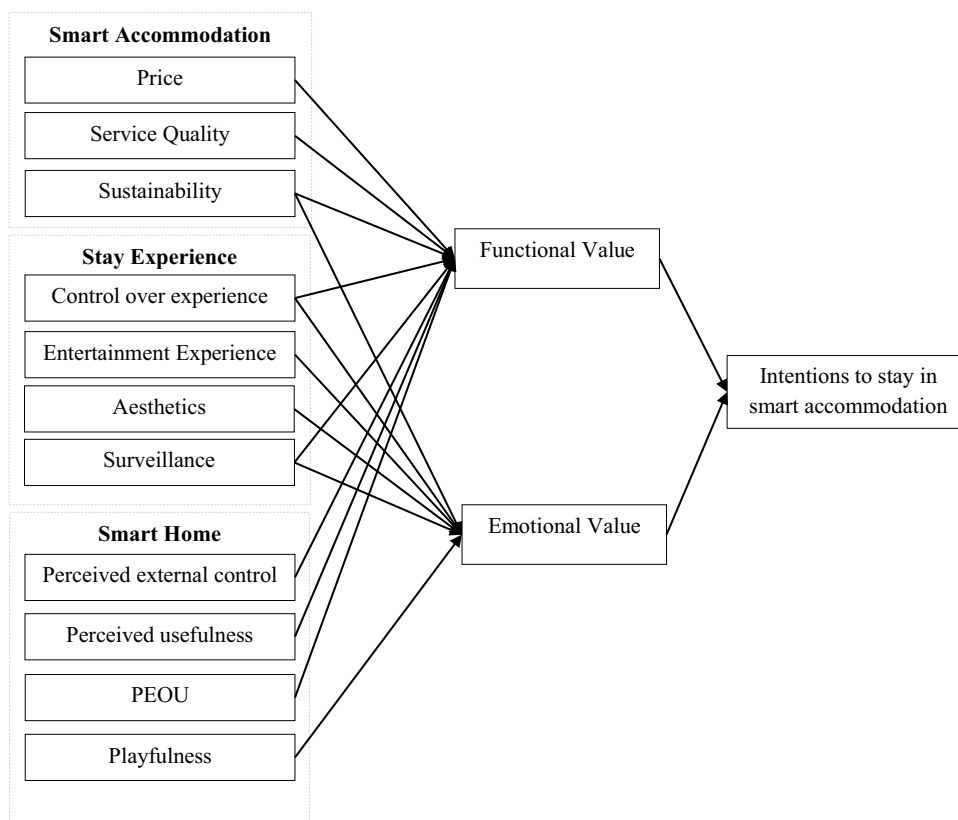 Smart Accommodation
Price
Service Quality
Sustainability
Stay Experience
Control over experience
Entertainment Experience
Aesthetics
Surveillance
Smart Home
Perceived external control
Perceived usefulness
PEOU
Playfulness
Functional Value
Emotional Value
Intentions to stay in
smart accommodation